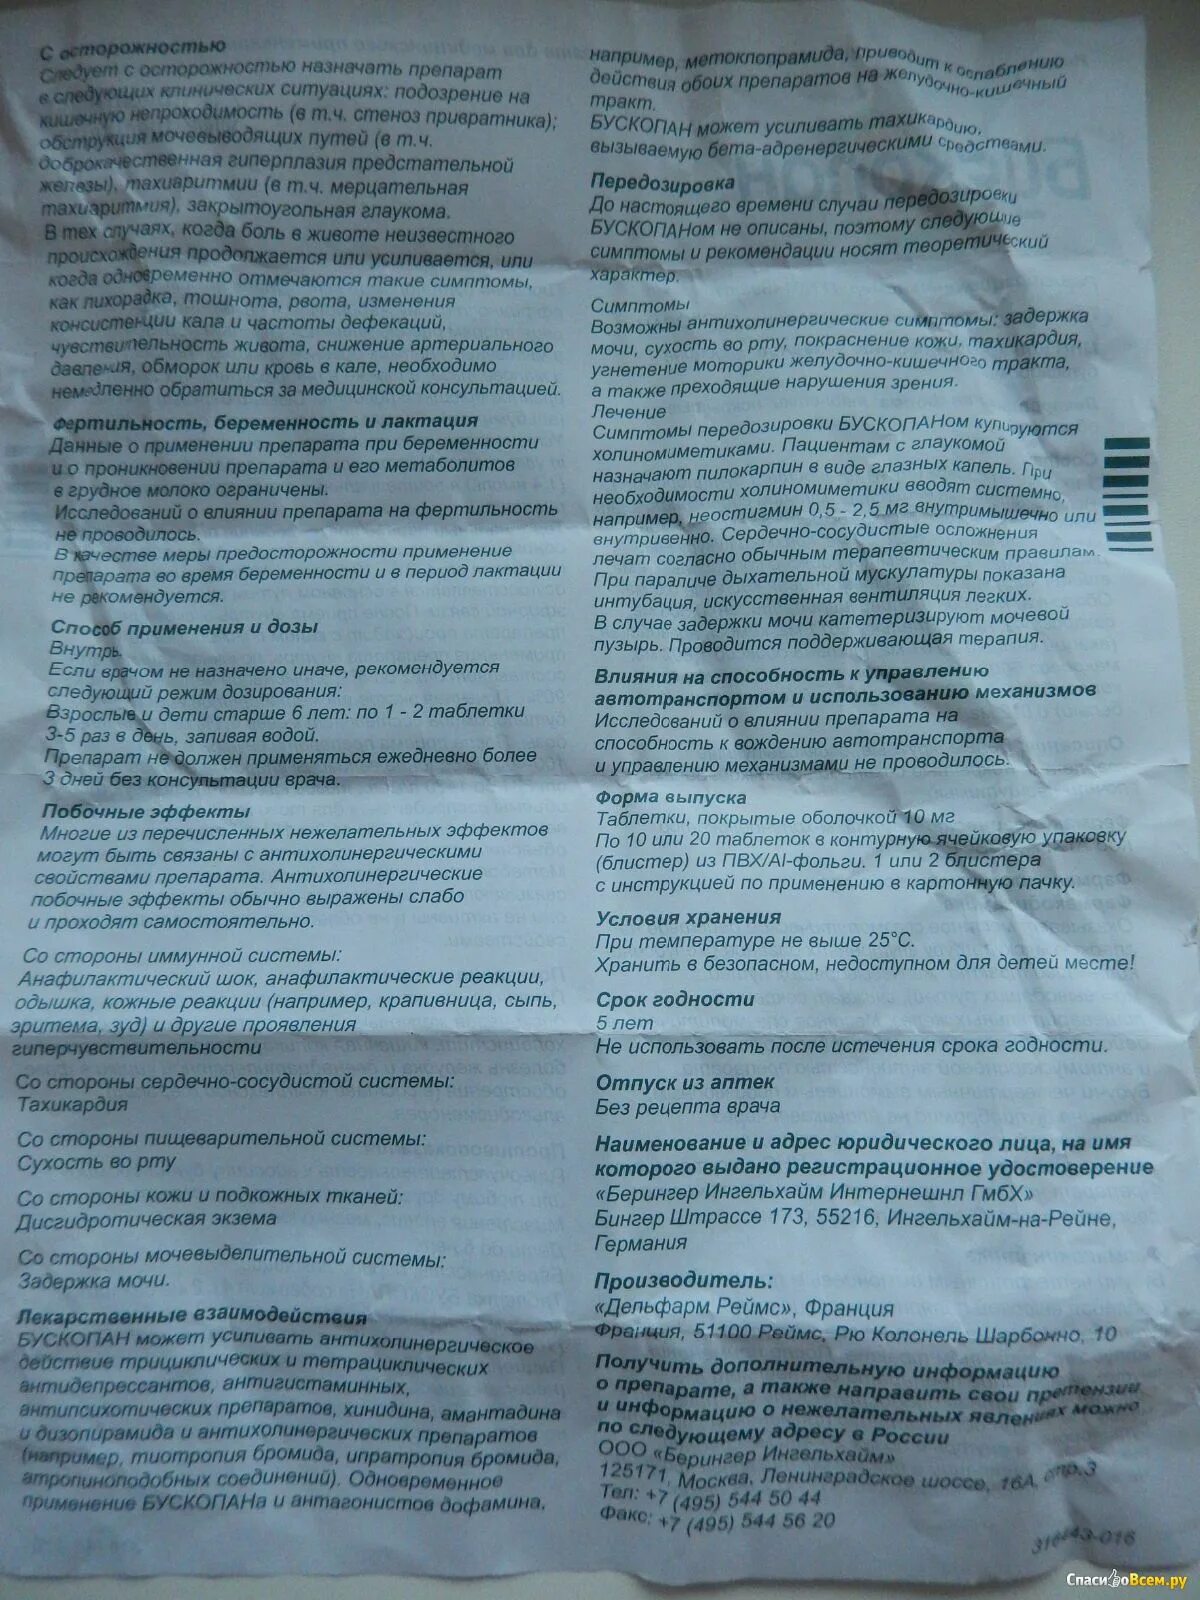 С осторожностью
Следует с осторожностью назначать препарат
в следующих клинических ситуациях: подозрение на
кишечную непроходимость (в т.ч. стеноз привратника);
обструкция мочевыводящих путей (в т.ч.
доброкачественная гиперплазия предстательной
железы), тахиаритмии (в т.ч. мерцательная
тахиаритмия), закрытоугольная глаукома.
В тех случаях, когда боль в животе неизвестного
происхождения продолжается или усиливается, или
когда одновременно отмечаются такие симптомы,
как лихорадка, тошнота, рвота, изменения
консистенции кала и частоты дефекаций,
чувствительность живота, снижение артериального
давления, обморок или кровь в кале, необходимо
немедленно обратиться за медицинской консультацией.
Фертильность, беременность и лактация
Данные о применении препарата при беременности
и о проникновении препарата и его метаболитов
в грудное молоко ограничены.
Исследований о влиянии препарата на фертильность
не проводилось.
В качестве меры предосторожности применение
препарата во время беременности и в период лактации
не рекомендуется.
Способ применения и дозы
Внутрь.
Если врачом не назначено иначе, рекомендуется
следующий режим дозирования:
Взрослые и дети старше 6 лет: по 1 - 2 таблетки
3-5 раз в день, запивая водой.
Препарат не должен применяться ежедневно более
3 дней без консультации врача.
Побочные эффекты
Многие из перечисленных нежелательных эффектов
могут быть связаны с антихолинергическими
свойствами препарата. Антихолинергические
побочные эффекты обычно выражены слабо
и проходят самостоятельно.
Со стороны иммунной системы:
Анафилактический шок, анафилактические реакции,
одышка, кожные реакции (например, крапивница, сыпь,
эритема, зуд) и другие проявления
гиперчувствительности
Со стороны сердечно-сосудистой системы:
Тахикардия
Со стороны пищеварительной системы:
Сухость во рту
Со стороны кожи и подкожных тканей:
Дисгидротическая экзема
Со стороны мочевыделительной системы:
Задержка мочи.
Лекарственные взаимодействия
БУСКОПАН может усиливать антихолинергическое
действие трициклических и тетрациклических
антидепрессантов, антигистаминных,
антипсихотических препаратов, хинидина, амантадина
и дизопирамида и антихолинергических препаратов
(например, тиотропия бромида, ипратропия бромида,
атропиноподобных соединений). Одновременное
применение БУСКОПАНа и антагонистов дофамина,
например, метоклопрамида, приводит к ослаблению
действия обоих препаратов на желудочно-кишечный
тракт.
БУСКОПАН может усиливать тахикардию,
вызываемую бета-адренергическими средствами.
Передозировка
До настоящего времени случаи передозировки
БУСКОПАНом не описаны, поэтому следующие
симптомы и рекомендации носят теоретический
характер.
Симптомы
Возможны антихолинергические симптомы: задержка
мочи, сухость во рту, покраснение кожи, тахикардия,
угнетение моторики желудочно-кишечного тракта,
а также преходящие нарушения зрения.
Лечение
Симптомы передозировки БУСКОПАНом купируются
холиномиметиками. Пациентам с глаукомой
назначают пилокарпин в виде глазных капель. При
необходимости холиномиметики вводят системно,
например, неостигмин 0,5 - 2,5 мг внутримышечно или
внутривенно. Сердечно-сосудистые осложнения
лечат согласно обычным терапевтическим правилам.
При параличе дыхательной мускулатуры показана
интубация, искусственная вентиляция легких.
В случае задержки мочи катетеризируют мочевой
пузырь. Проводится поддерживающая терапия.
Влияния на способность к управлению
автотранспортом и использованию механизмов
Исследований о влиянии препарата на
способность к вождению автотранспорта
и управлению механизмами не проводилось.
Форма выпуска
Таблетки, покрытые оболочкой 10 мг
По 10 или 20 таблеток в контурную ячейковую упаковку
(блистер) из ПВХ/Al-фольги. 1 или 2 блистера
с инструкцией по применению в картонную пачку.
Условия хранения
При температуре не выше 25°С.
Хранить в безопасном, недоступном для детей месте!
Срок годности
5 лет
Не использовать после истечения срока годности.
Отпуск из аптек
Без рецепта врача
Наименование и адрес юридического лица, на имя
которого выдано регистрационное удостоверение
«Берингер Ингельхайм Интернешнл ГмбХ»
Бингер Штрассе 173, 55216, Ингельхайм-на-Рейне,
Германия
Производитель:
«Дельфарм Реймс», Франция
Франция, 51100 Реймс, Рю Колонель Шарбонно, 10
Получить дополнительную информацию
о препарате, а также направить свои претензии
и информацию о нежелательных явлениях можно
по следующему адресу в России
ООО «Берингер Ингельхайм»
125171, Москва, Ленинградское шоссе, 16А, стр.3
Тел: +7 (495) 544 50 44
Факс: +7 (495) 544 56 20
СпасибоВсем.ру